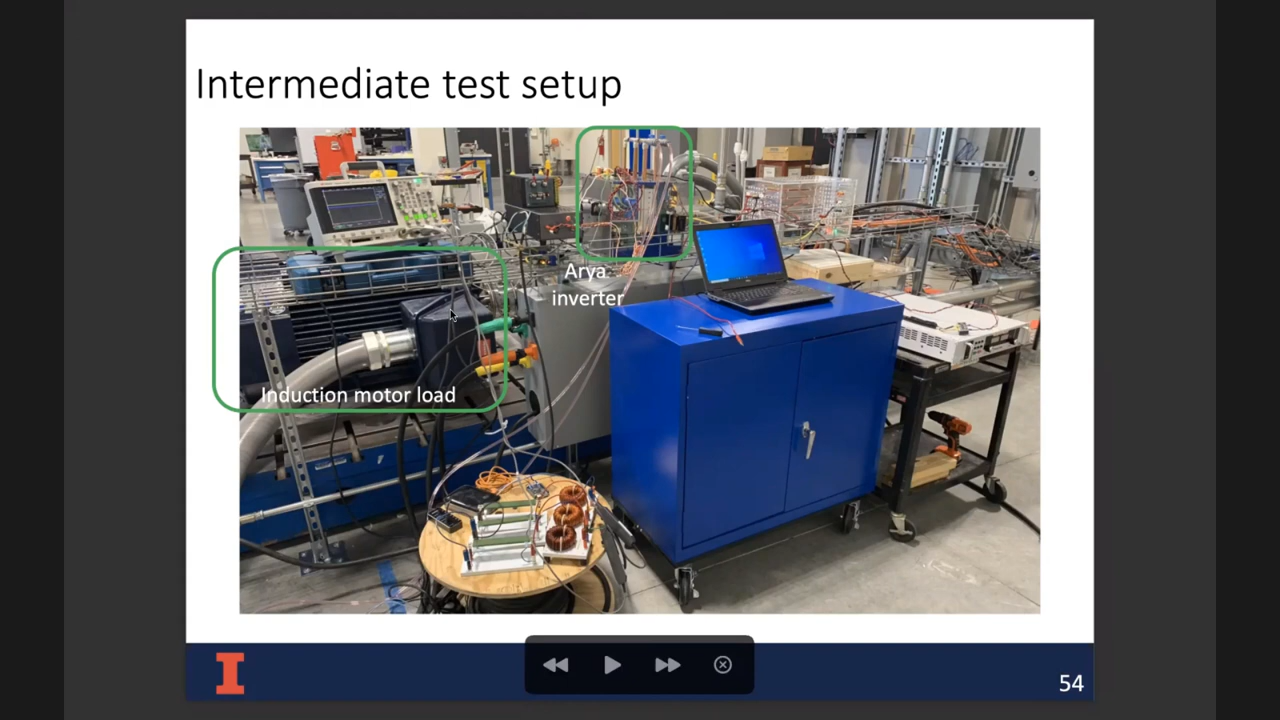 Intermediate test setup
Arya
inverter
Induction motor load
I
54